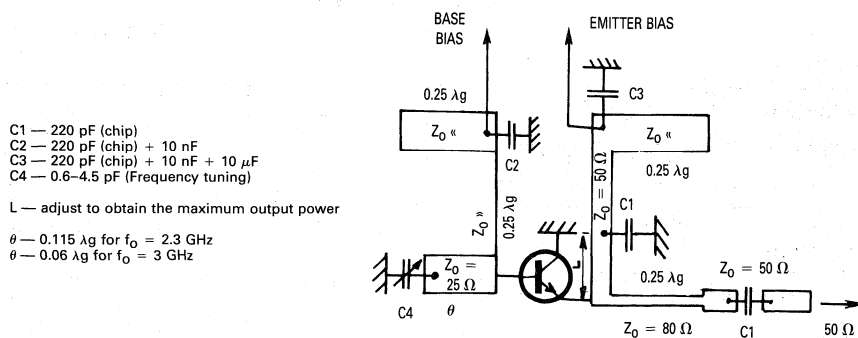 C1 — 220 pF (chip)
C2 — 220 pF (chip) + 10 nF
C3 — 220 pF (chip) + 10 nF + 10 μF
C4 — 0.6–4.5 pF (Frequency tuning)
L — adjust to obtain the maximum output power
θ — 0.115 λg for fo = 2.3 GHz
θ — 0.06 λg for fo = 3 GHz
BASE
BIAS
EMITTER BIAS
0.25 λg
Zo «
C2
C3
Zo «
0.25 λg
Zo = 50 Ω
C1
Zo »
0.25 λg
L
0.25 λg
Zo =
25 Ω
C4
θ
Zo = 50 Ω
Zo = 80 Ω
C1
50 Ω